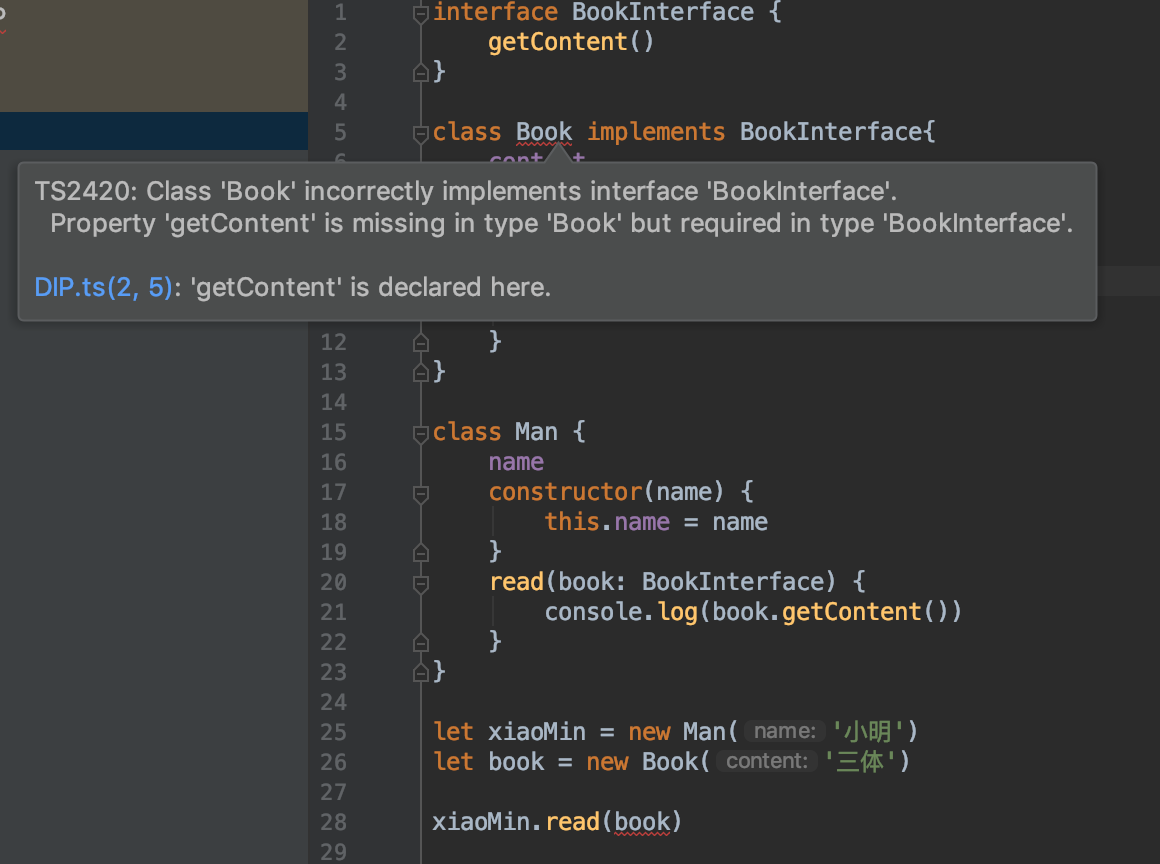 1 interface BookInterface {
2 getContent()
3 }
4
5 class Book implements BookInterface{
6
TS2420: Class 'Book' incorrectly implements interface 'BookInterface'.
Property 'getContent' is missing in type 'Book' but required in type 'BookInterface'.
DIP.ts(2, 5): 'getContent' is declared here.
12 }
13 }
14
15 class Man {
16 name
17 constructor(name) {
18 this.name = name
19 }
20 read(book: BookInterface) {
21 console.log(book.getContent())
22 }
23 }
24
25 let xiaoMin = new Man( name: '小明')
26 let book = new Book( content: '三体')
27
28 xiaoMin.read(book)
29